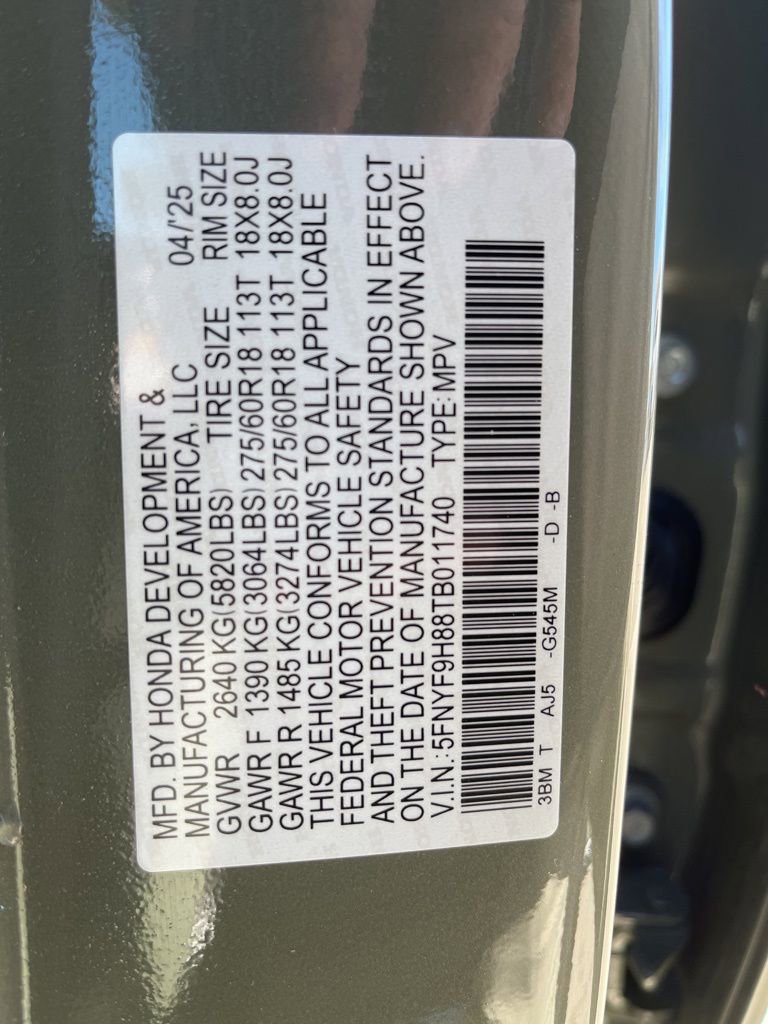 MFD. BY HONDA DEVELOPMENT &
MANUFACTURING OF AMERICA, LLC 04/'25
GVWR 2640 KG(5820LBS) TIRE SIZE RIM SIZE
GAWR F 1390 KG(3064LBS) 275/60R18 113T 18X8.0J
GAWR R 1485 KG(3274LBS) 275/60R18 113T 18X8.0J
THIS VEHICLE CONFORMS TO ALL APPLICABLE
FEDERAL MOTOR VEHICLE SAFETY
AND THEFT PREVENTION STANDARDS IN EFFECT
ON THE DATE OF MANUFACTURE SHOWN ABOVE.
V.I.N.: 5FNYF9H88TB011740 TYPE: MPV
3BM T AJ5 -G545M -D -B